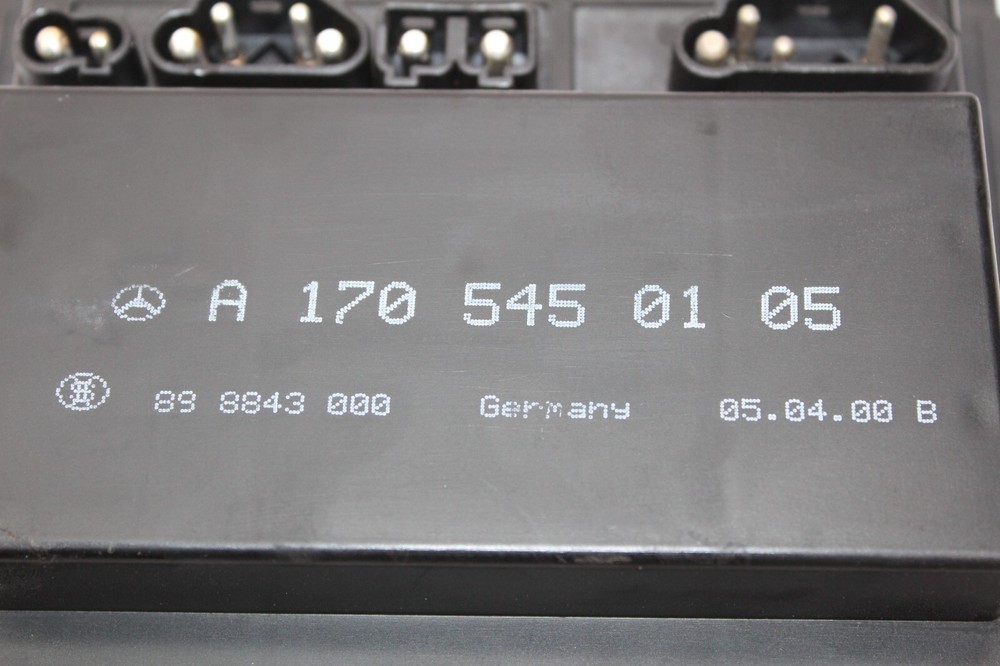 A 170 545 01 05
89 8843 000 Germany 05.04.00 B